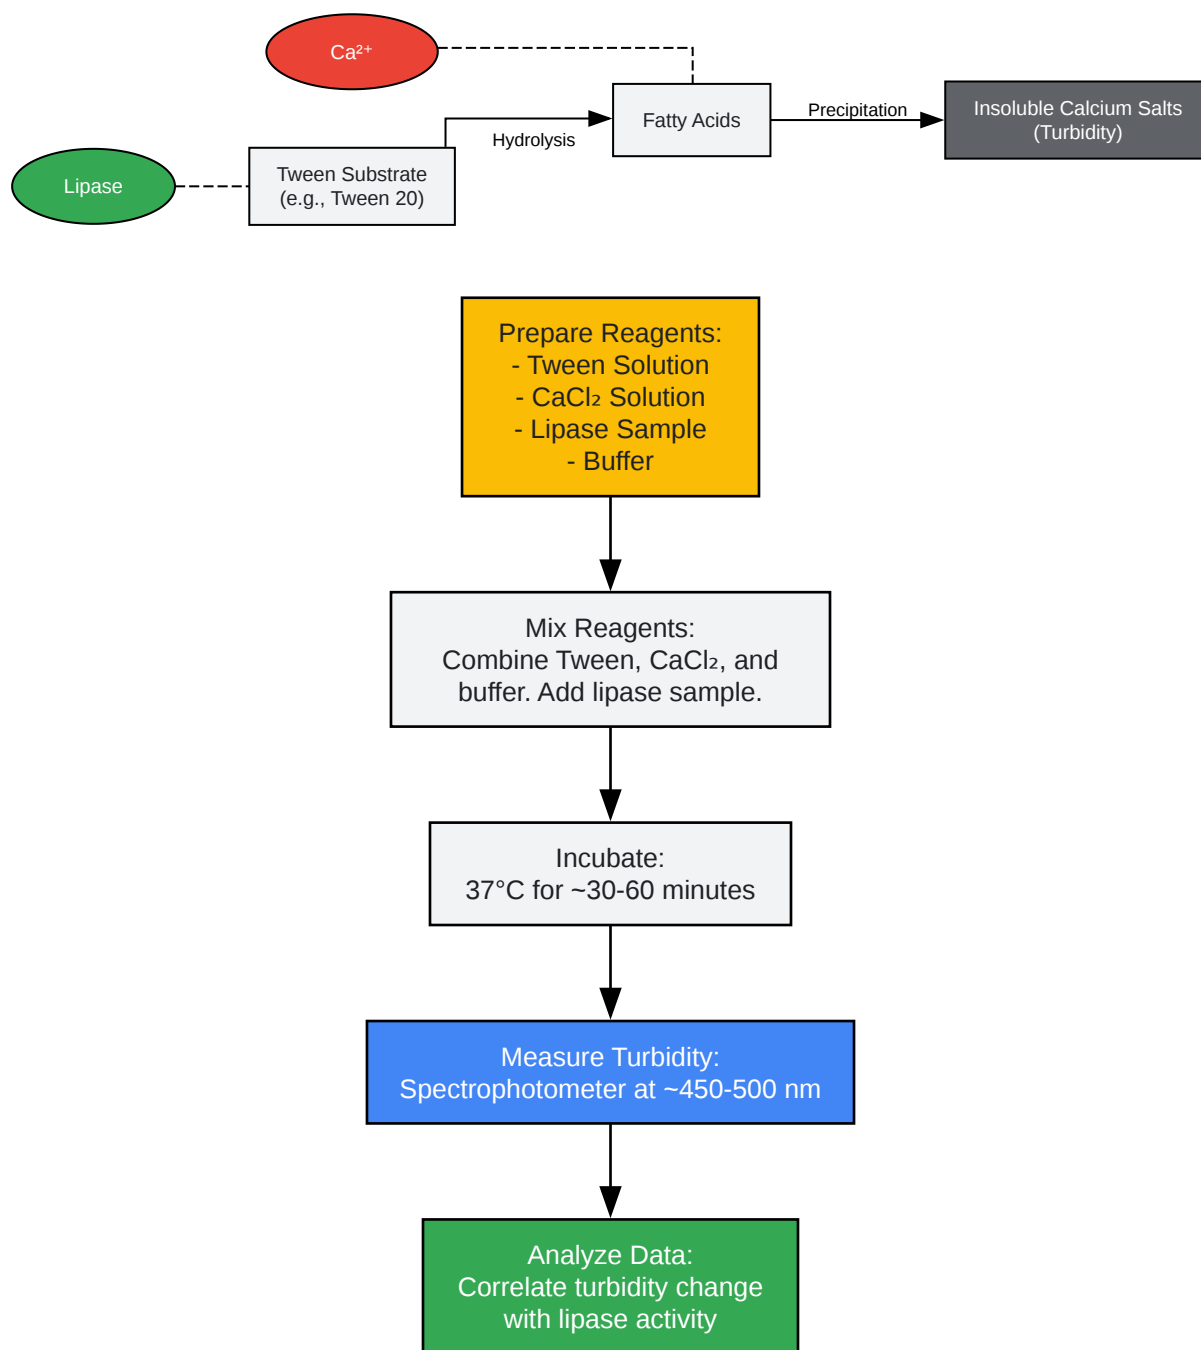 Ca²⁺
Fatty Acids
Precipitation
Insoluble Calcium Salts
(Turbidity)
Hydrolysis
Lipase
Tween Substrate
(e.g., Tween 20)
Prepare Reagents:
- Tween Solution
- CaCl₂ Solution
- Lipase Sample
- Buffer
Mix Reagents:
Combine Tween, CaCl₂, and
buffer. Add lipase sample.
Incubate:
37°C for ~30-60 minutes
Measure Turbidity:
Spectrophotometer at ~450-500 nm
Analyze Data:
Correlate turbidity change
with lipase activity